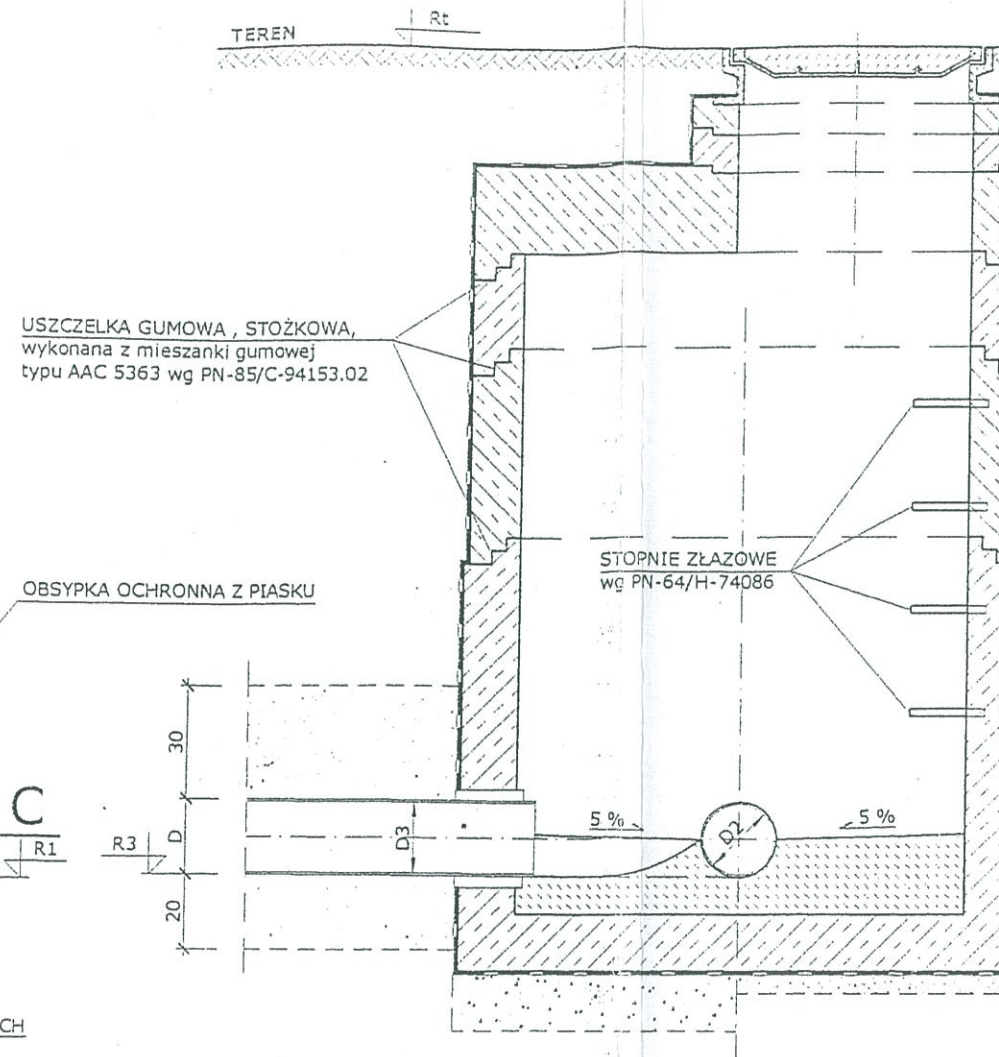 TEREN
Rt
USZCZELKA GUMOWA , STOŻKOWA,
wykonana z mieszanki gumowej
typu AAC 5363 wg PN-85/C-94153.02
STOPNIE ZŁAZOWE
wg PN-64/H-74086
OBSYPKA OCHRONNA Z PIASKU
30
C
R1
R3
D
D3
5 %
D2
5 %
20
CH